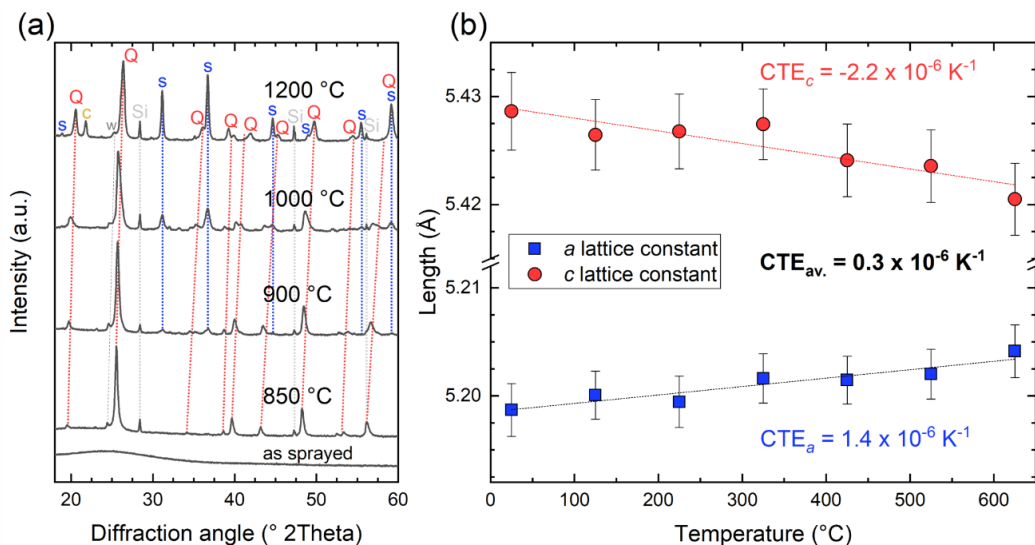 (a)
Q
c
s
w
Q
1200 °C
Si
s
Q
s
Q
Q
s
Q
Si
s
Q
Q
s
Si
Q
s
1000 °C
900 °C
850 °C
as sprayed
Intensity (a.u.)
20 30 40 50 60
Diffraction angle (° 2Theta)
(b)
CTEc = -2.2 x 10-6 K-1
5.43
5.42
a lattice constant
c lattice constant
CTEav. = 0.3 x 10-6 K-1
5.21
5.20
CTEa = 1.4 x 10-6 K-1
Length (Å)
0 100 200 300 400 500 600
Temperature (°C)